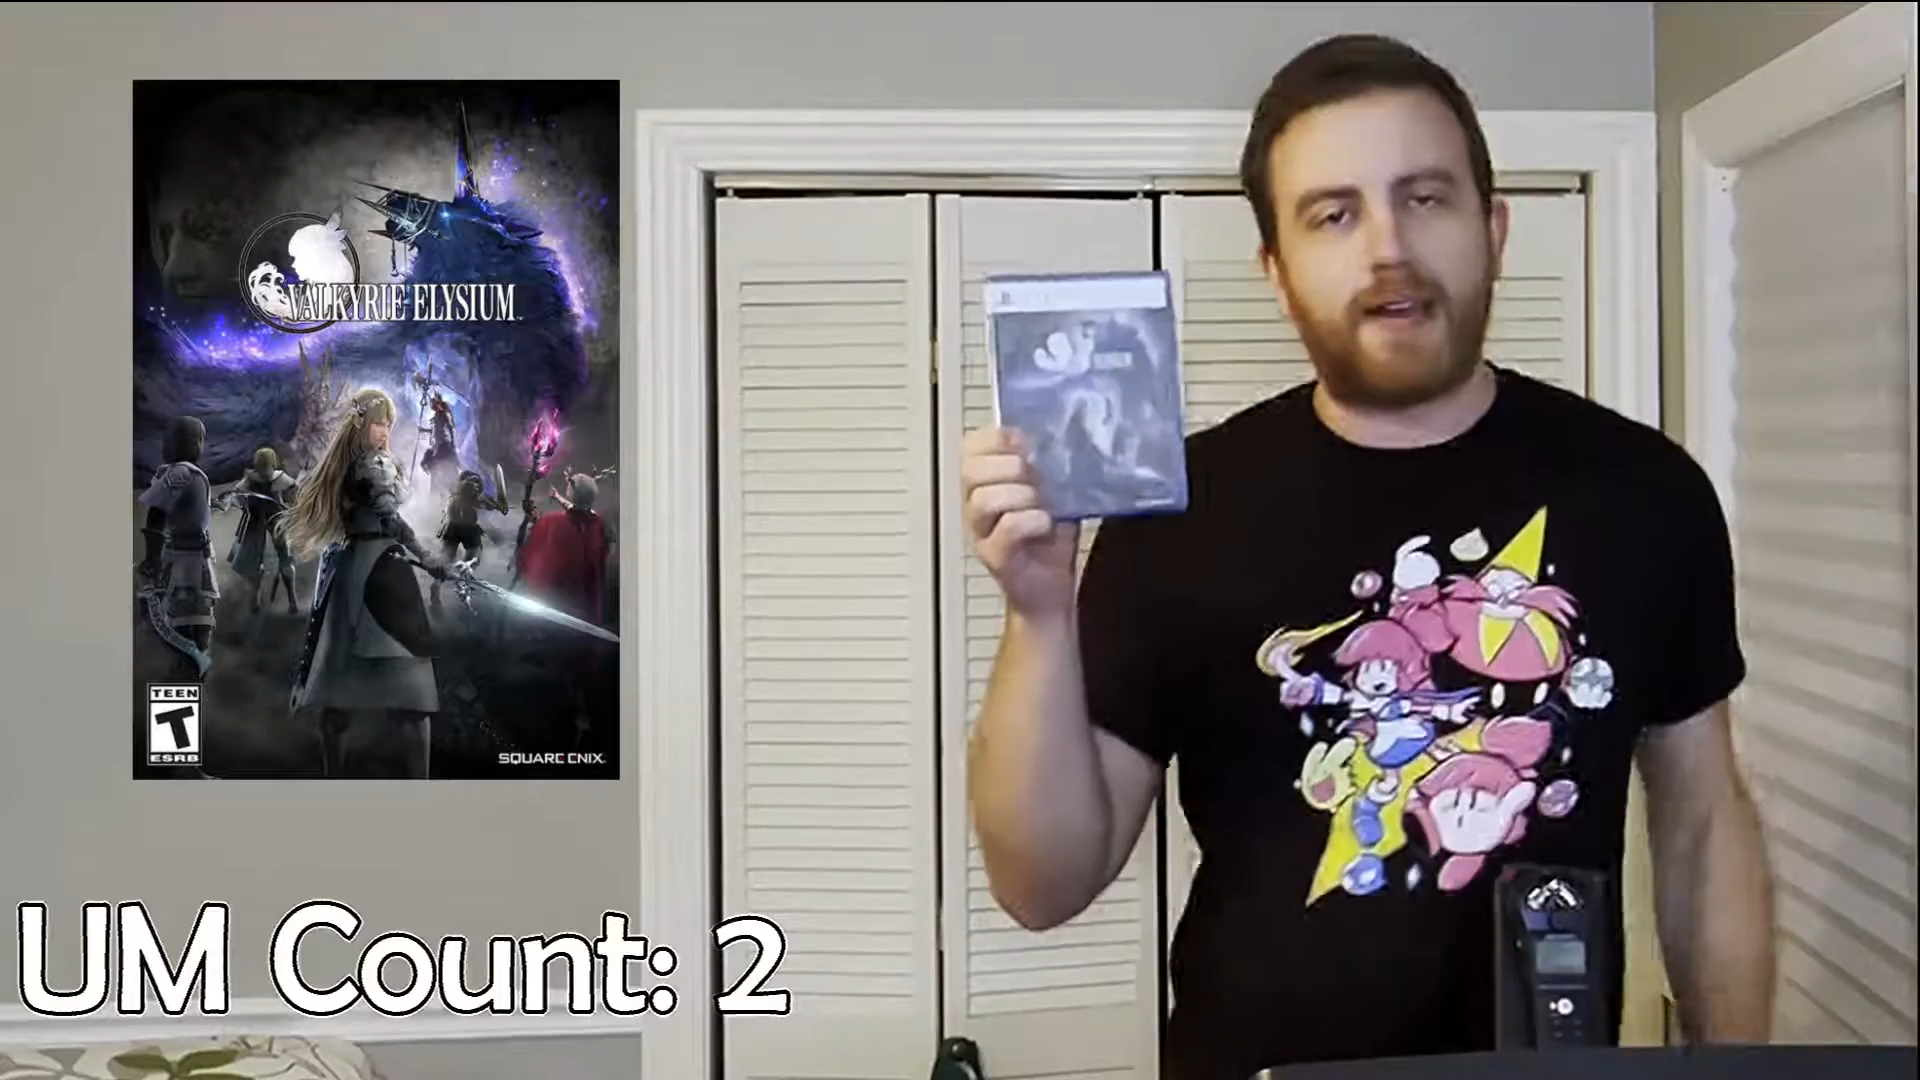 VALKYRIE ELYSIUM
TEEN
T
ESRB
SQUARE ENIX
UM Count: 2